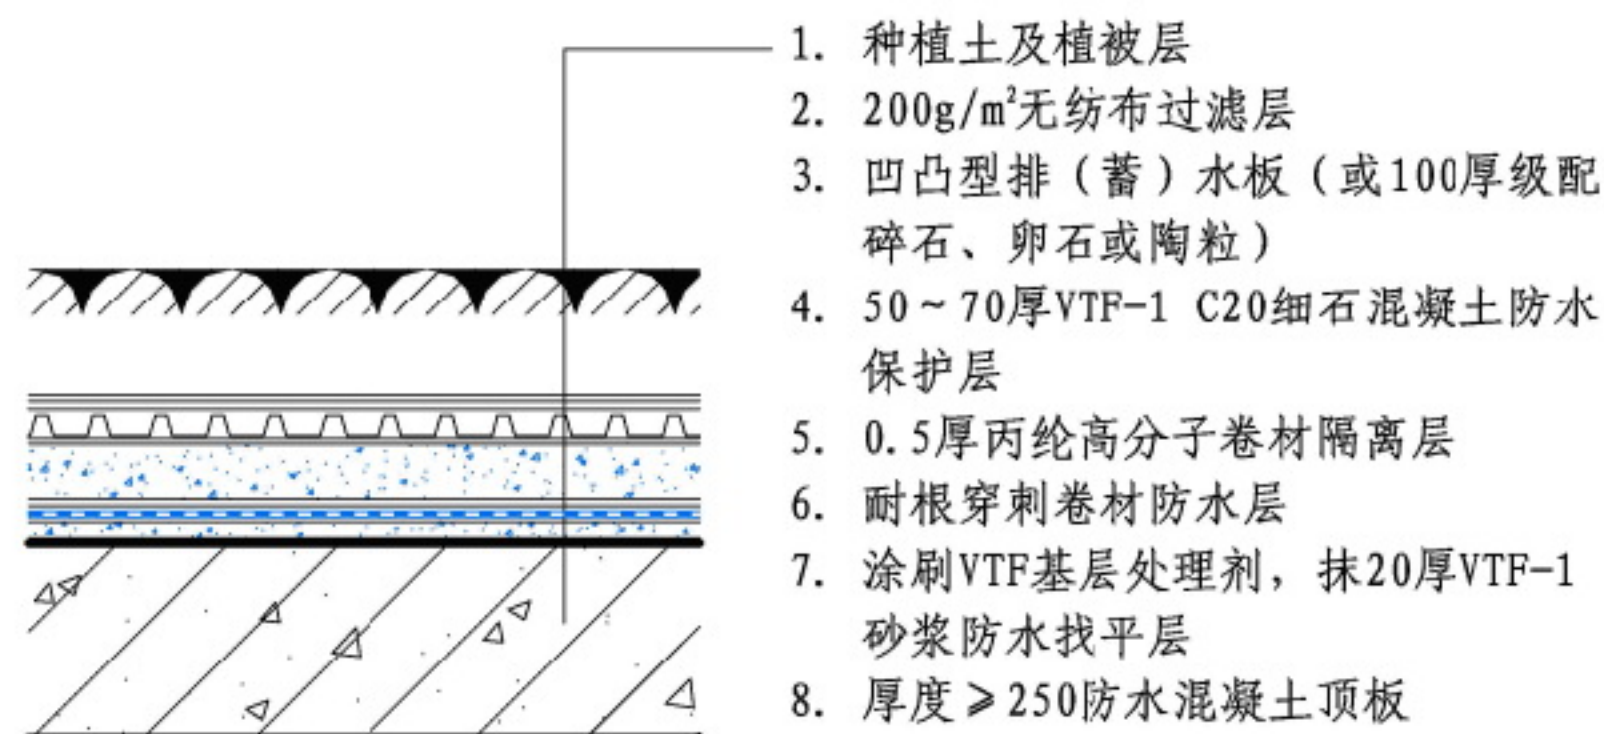 1. 种植土及植被层
2. 200g/m²无纺布过滤层
3. 凹凸型排（蓄）水板（或100厚级配
碎石、卵石或陶粒）
4. 50～70厚VTF-1 C20细石混凝土防水
保护层
5. 0.5厚丙纶高分子卷材隔离层
6. 耐根穿刺卷材防水层
7. 涂刷VTF基层处理剂，抹20厚VTF-1
砂浆防水找平层
8. 厚度≥250防水混凝土顶板